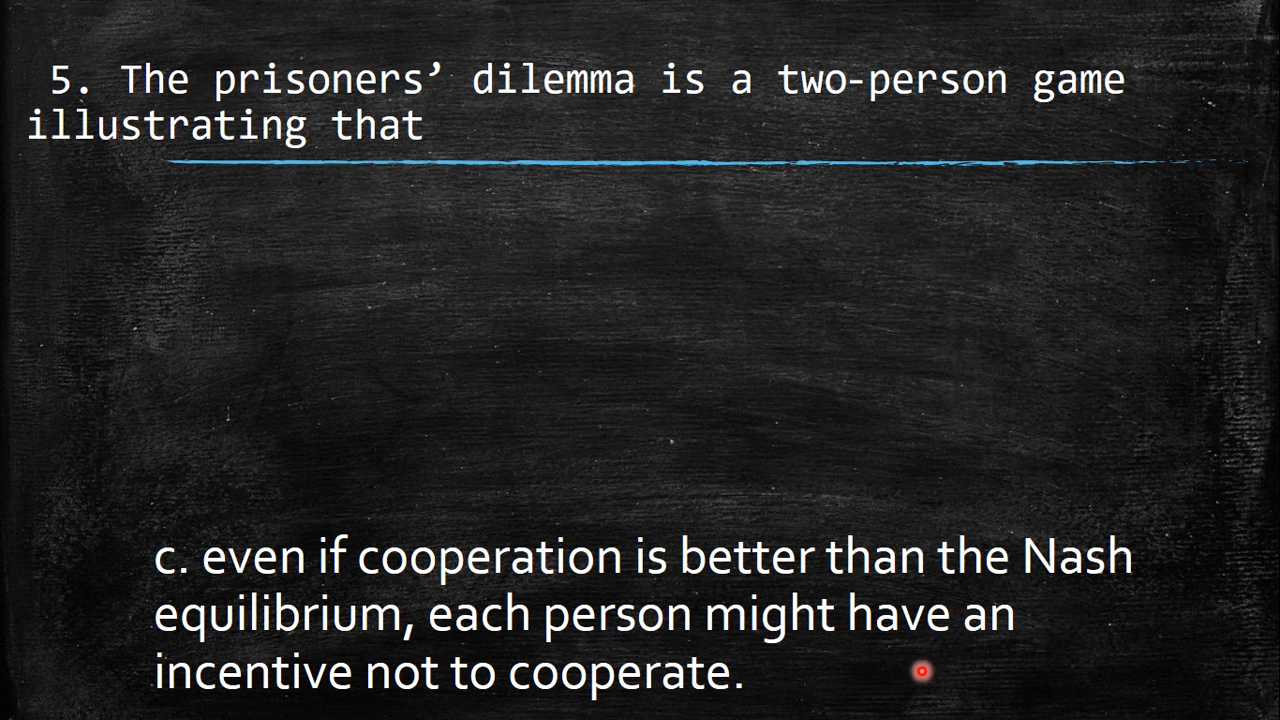 5. The prisoners’ dilemma is a two-person game
illustrating that
c. even if cooperation is better than the Nash
equilibrium, each person might have an
incentive not to cooperate.